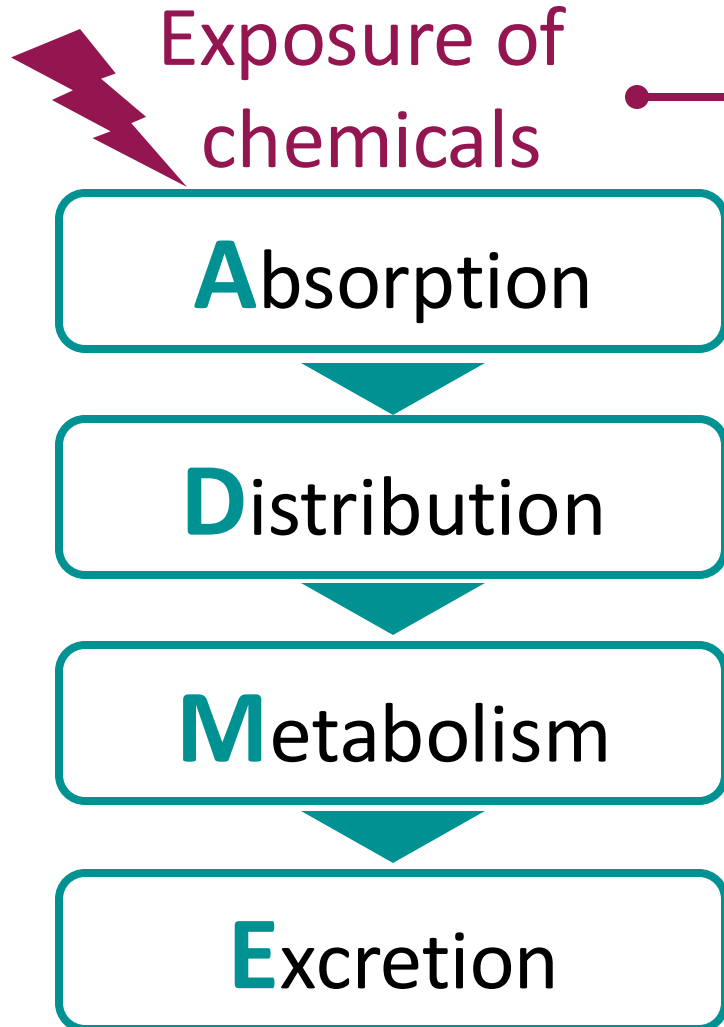 Exposure of
chemicals
Absorption
Distribution
Metabolism
Excretion